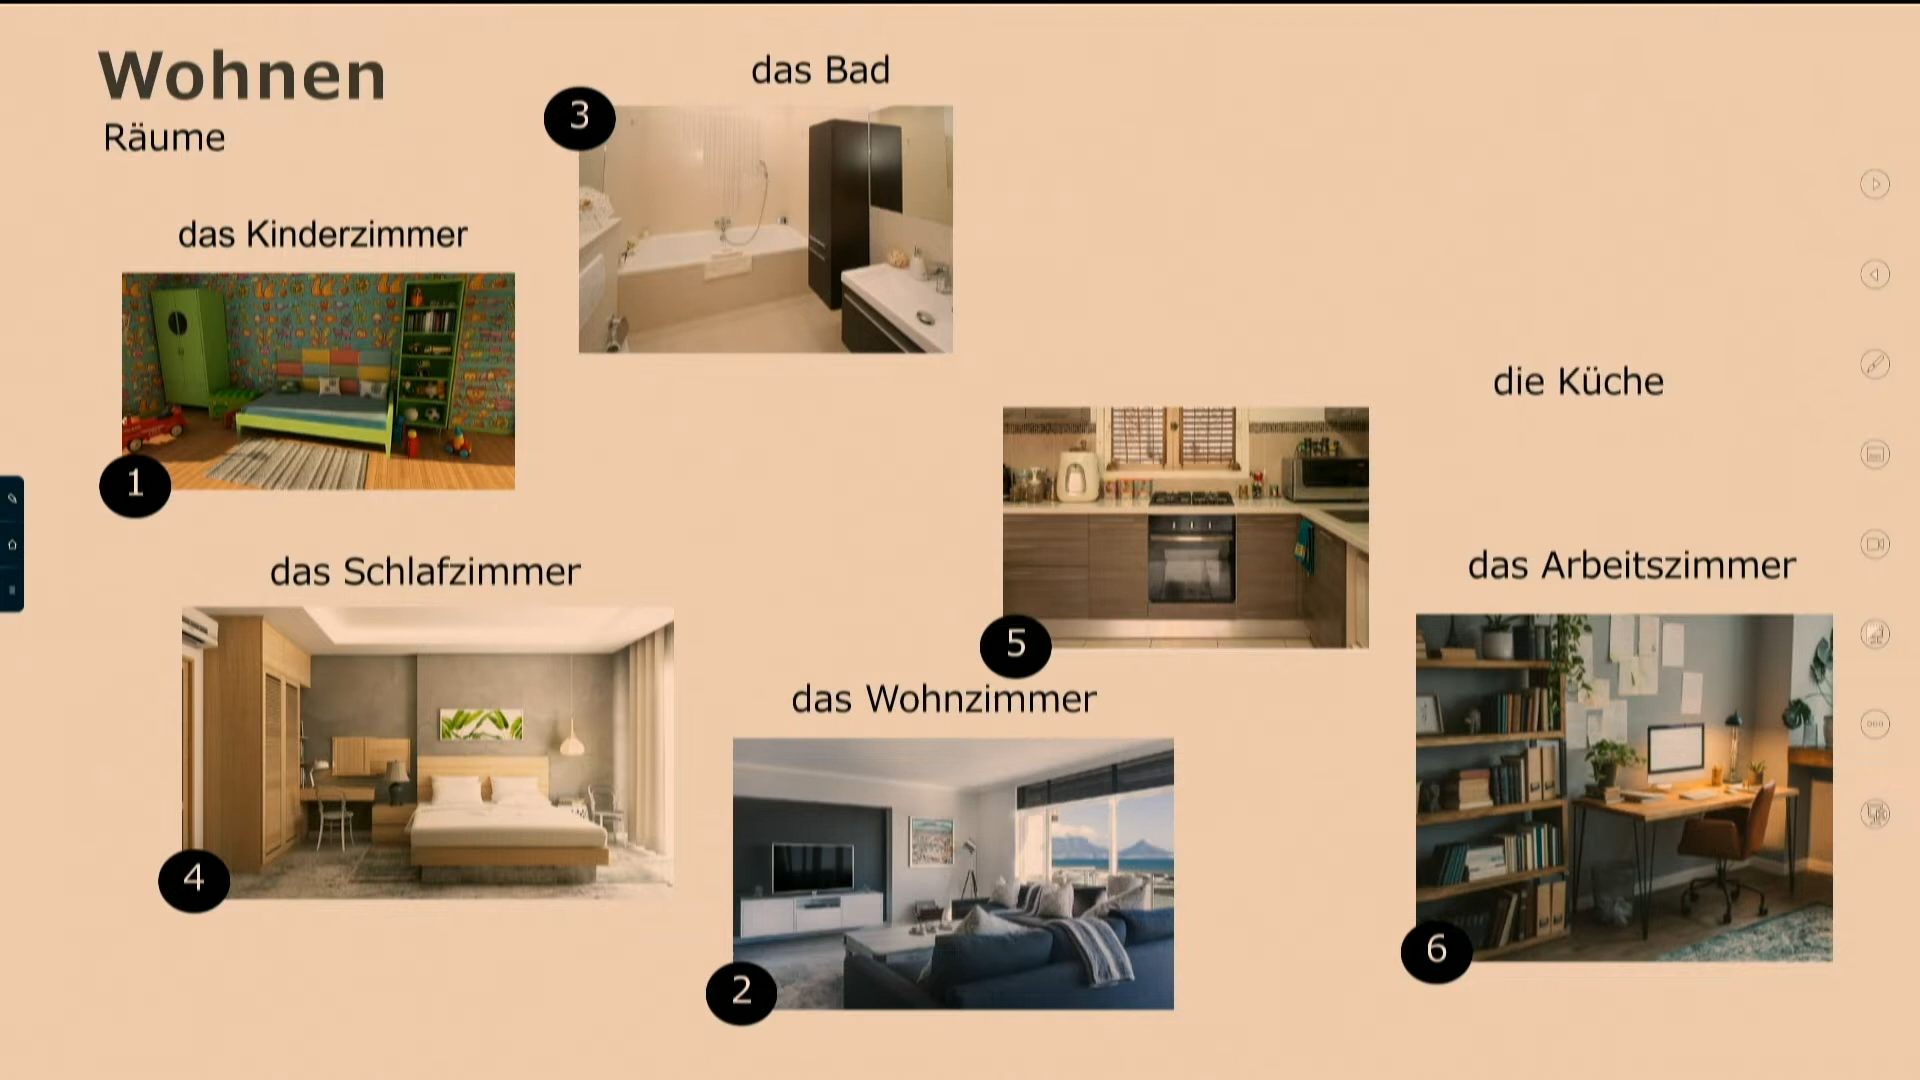 Wohnen
Räume
das Bad
3
das Kinderzimmer
1
die Küche
5
das Schlafzimmer
4
das Arbeitszimmer
6
das Wohnzimmer
2